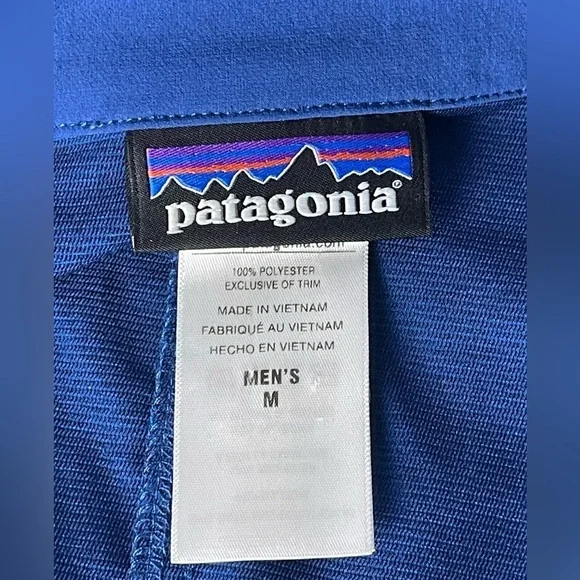 patagonia®
patagonia.com
100% POLYESTER
EXCLUSIVE OF TRIM
MADE IN VIETNAM
FABRIQUÉ AU VIETNAM
HECHO EN VIETNAM
MEN'S
M